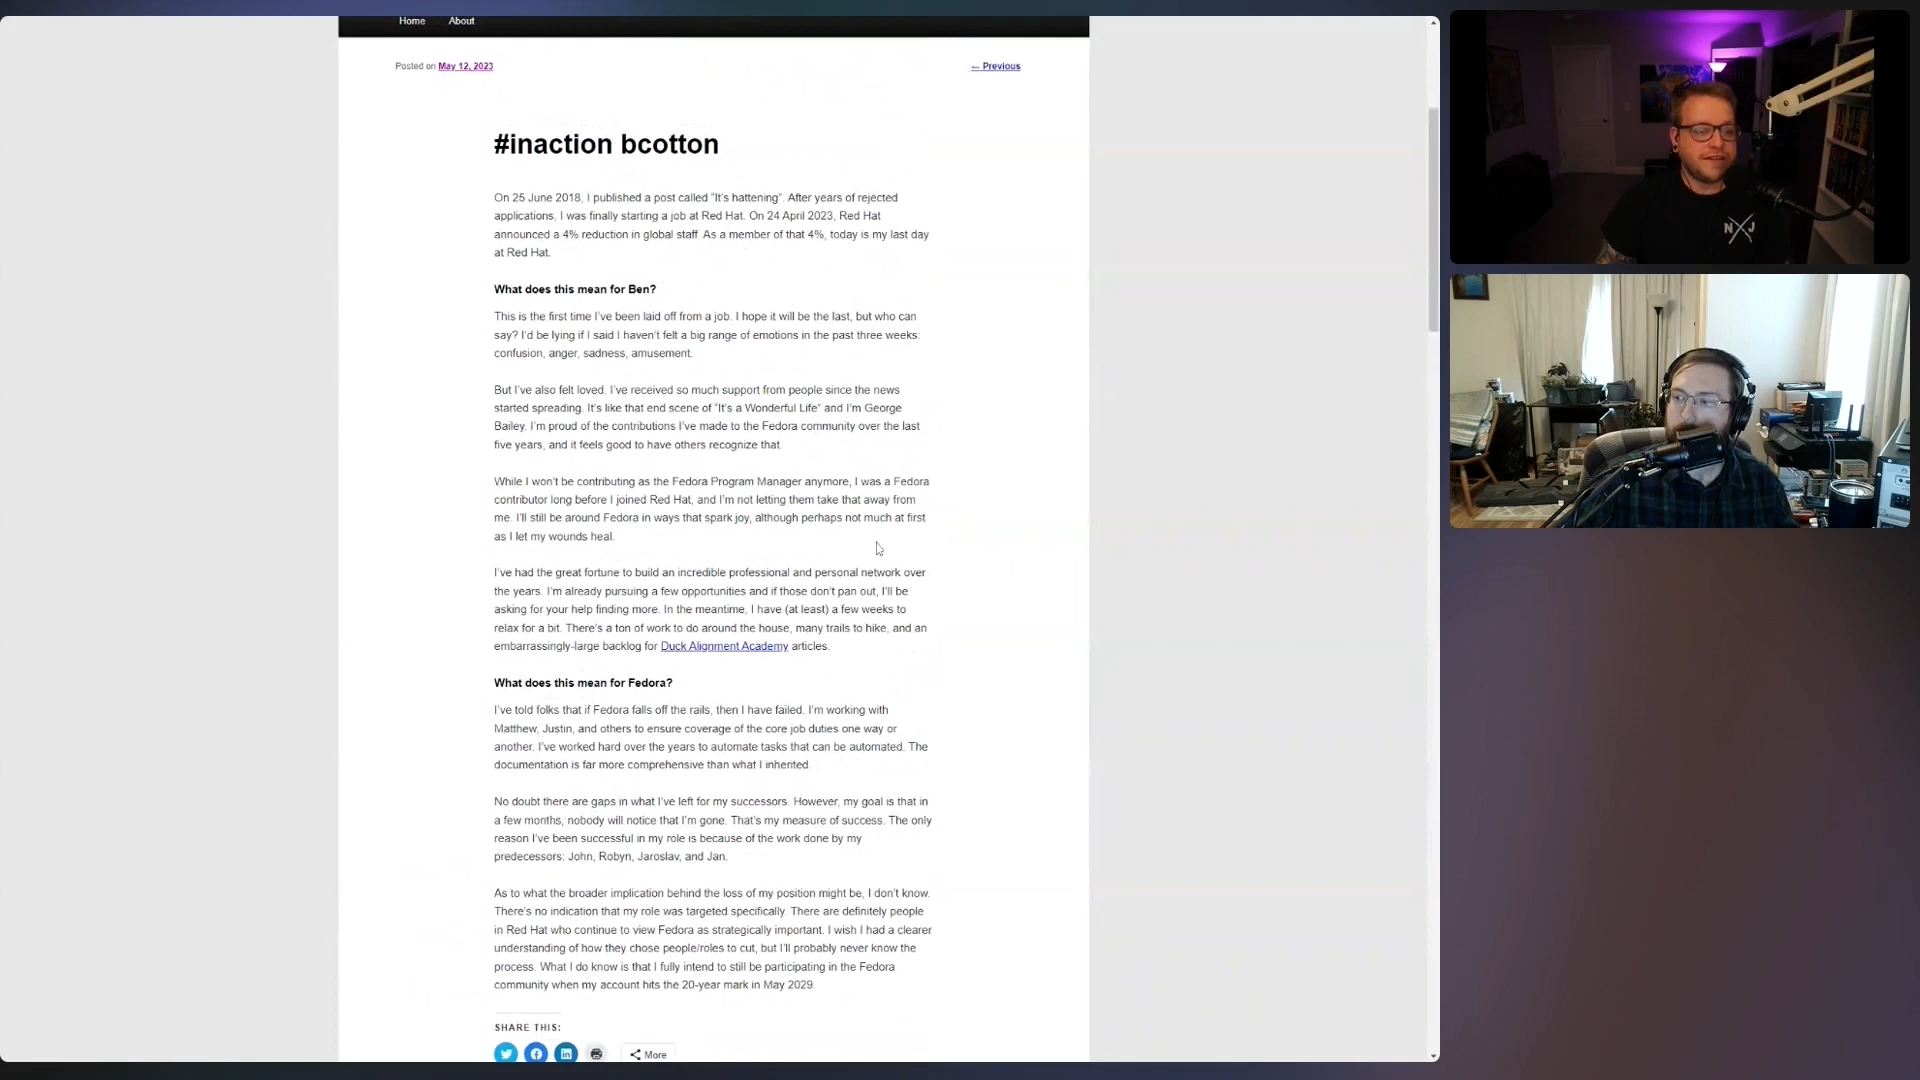 Home About
Posted on May 12, 2023
← Previous
#inaction bcotton
On 25 June 2018, I published a post called "It's hattening". After years of rejected
applications, I was finally starting a job at Red Hat. On 24 April 2023, Red Hat
announced a 4% reduction in global staff. As a member of that 4%, today is my last day
at Red Hat.
What does this mean for Ben?
This is the first time I've been laid off from a job. I hope it will be the last, but who can
say? I'd be lying if I said I haven't felt a big range of emotions in the past three weeks:
confusion, anger, sadness, amusement.
But I've also felt loved. I've received so much support from people since the news
started spreading. It's like that end scene of "It's a Wonderful Life" and I'm George
Bailey. I'm proud of the contributions I've made to the Fedora community over the last
five years, and it feels good to have others recognize that.
While I won't be contributing as the Fedora Program Manager anymore, I was a Fedora
contributor long before I joined Red Hat, and I'm not letting them take that away from
me. I'll still be around Fedora in ways that spark joy, although perhaps not much at first
as I let my wounds heal.
I've had the great fortune to build an incredible professional and personal network over
the years. I'm already pursuing a few opportunities and if those don't pan out, I'll be
asking for your help finding more. In the meantime, I have (at least) a few weeks to
relax for a bit. There's a ton of work to do around the house, many trails to hike, and an
embarrassingly-large backlog for Duck Alignment Academy articles.
What does this mean for Fedora?
I've told folks that if Fedora falls off the rails, then I have failed. I'm working with
Matthew, Justin, and others to ensure coverage of the core job duties one way or
another. I've worked hard over the years to automate tasks that can be automated. The
documentation is far more comprehensive than what I inherited.
No doubt there are gaps in what I've left for my successors. However, my goal is that in
a few months, nobody will notice that I'm gone. That's my measure of success. The only
reason I've been successful in my role is because of the work done by my
predecessors: John, Robyn, Jaroslav, and Jan.
As to what the broader implication behind the loss of my position might be, I don't know.
There's no indication that my role was targeted specifically. There are definitely people
in Red Hat who continue to view Fedora as strategically important. I wish I had a clearer
understanding of how they chose people/roles to cut, but I'll probably never know the
process. What I do know is that I fully intend to still be participating in the Fedora
community when my account hits the 20-year mark in May 2029.
SHARE THIS:
More
N J